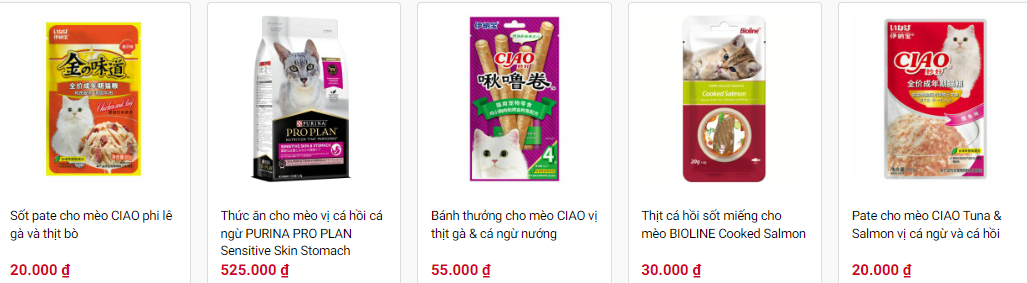 いなば
伊纳宝
金の味道
全价成年期猫粮
PURINA
PRO PLAN
SENSITIVE SKIN & STOMACH
伊纳宝
CIAO
啾噜卷
4
Bioline
Cooked Salmon
20g
いなば
伊纳宝
CIAO
全价成年期猫粮
Sốt pate cho mèo CIAO phi lê
gà và thịt bò
20.000 ₫
Thức ăn cho mèo vị cá hồi cá
ngừ PURINA PRO PLAN
Sensitive Skin Stomach
525.000 ₫
Bánh thưởng cho mèo CIAO vị
thịt gà & cá ngừ nướng
55.000 ₫
Thịt cá hồi sốt miếng cho
mèo BIOLINE Cooked Salmon
30.000 ₫
Pate cho mèo CIAO Tuna &
Salmon vị cá ngừ và cá hồi
20.000 ₫